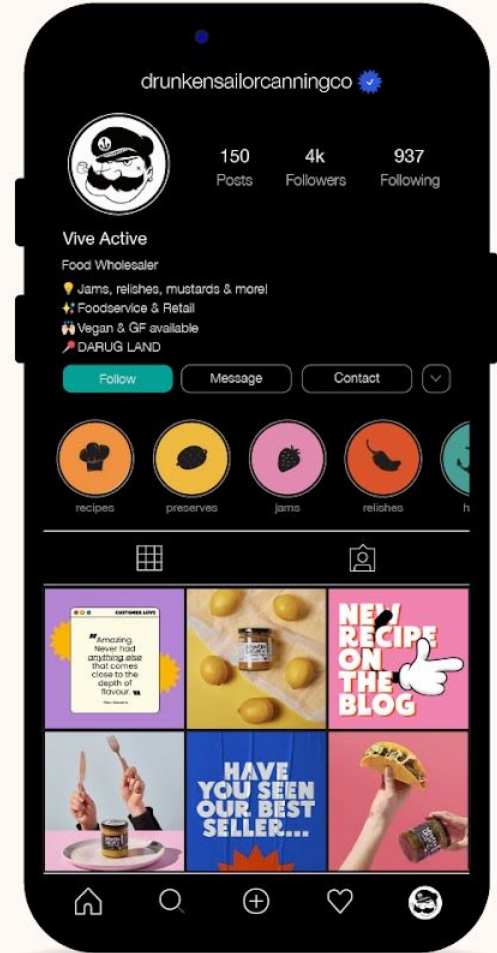 drunkensailorcanningco
150
4k
937
Posts
Followers
Following
Vive Active
Food Wholesaler
Jams, relishes, mustards & more!
Foodservice & Retail
Vegan & GF available
DARUG LAND
Follow
Message
Contact
recipes
preserves
jams
relishes
h
CUSTOMER LOVE
"Amazing.
Never had
anything else
that comes
close to the
depth of
flavour."
NEW
RECIPE
ON
THE
BLOG
HAVE
YOU SEEN
OUR BEST
SELLER...